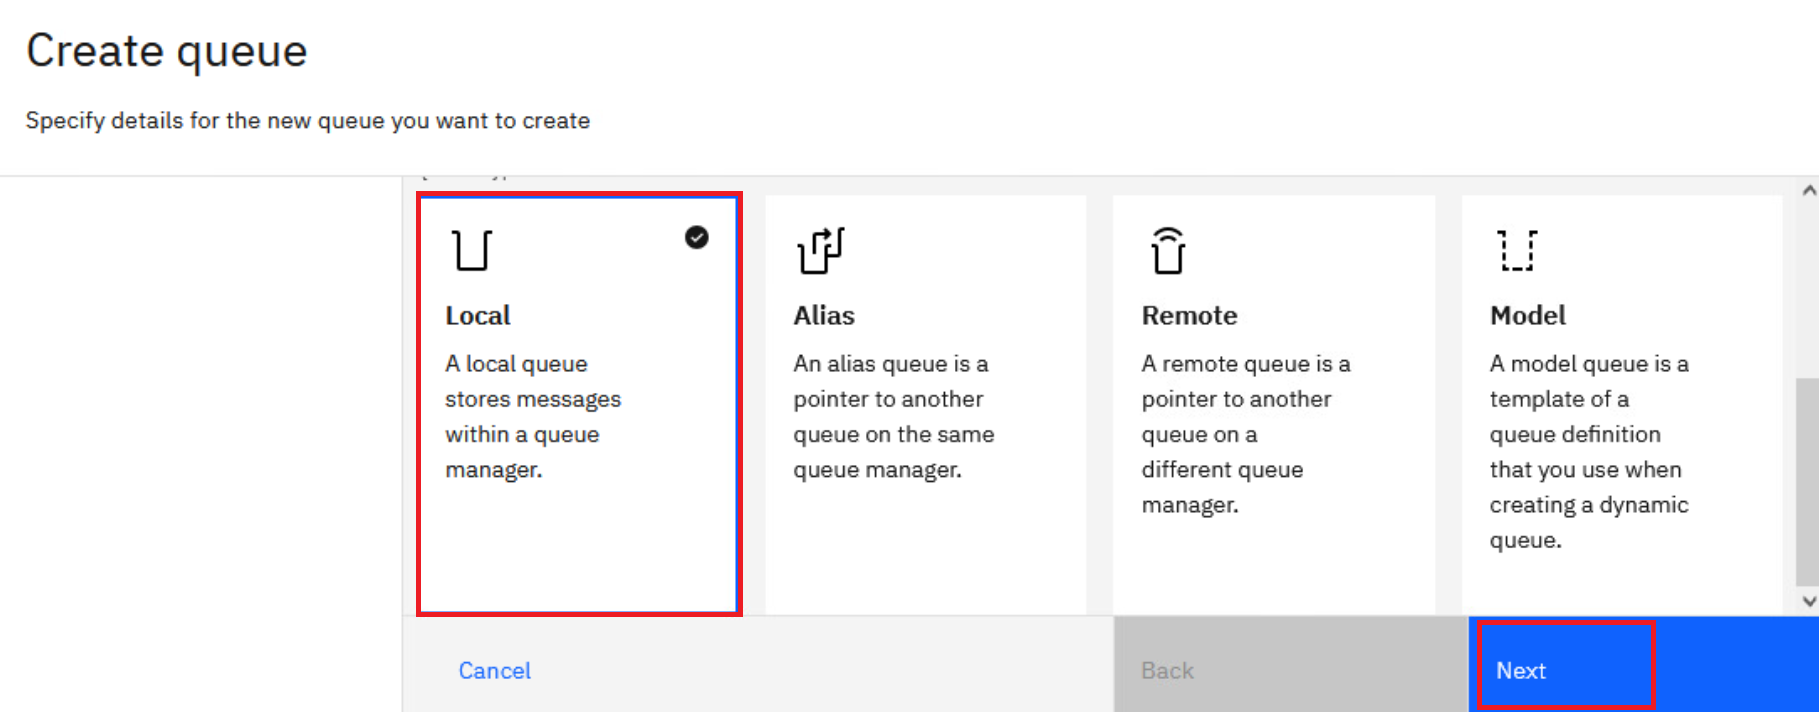 Create queue
Specify details for the new queue you want to create
Local
A local queue
stores messages
within a queue
manager.
Alias
An alias queue is a
pointer to another
queue on the same
queue manager.
Remote
A remote queue is a
pointer to another
queue on a
different queue
manager.
Model
A model queue is a
template of a
queue definition
that you use when
creating a dynamic
queue.
Cancel
Back
Next